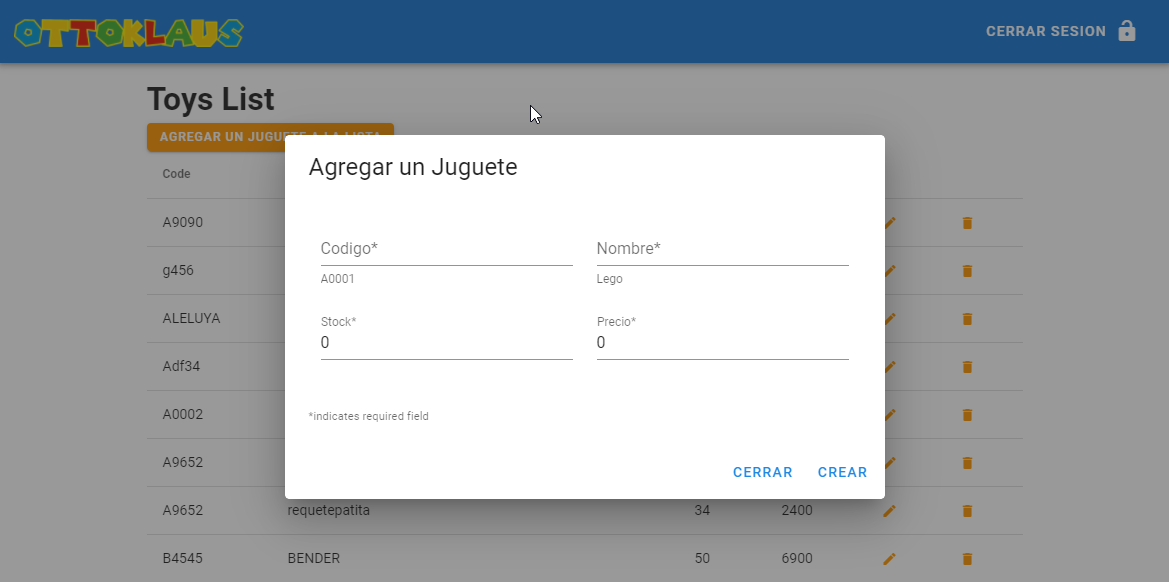 OTTOKLAUS
CERRAR SESION
Toys List
AGREGAR UN JUGUETE A LA LISTA
Agregar un Juguete
Code
A9090
Codigo*
Nombre*
g456
A0001
Lego
ALELUYA
Stock*
Precio*
0
0
Adf34
A0002
*indicates required field
A9652
CERRAR
CREAR
A9652 requetepatita 34 2400
B4545 BENDER 50 6900